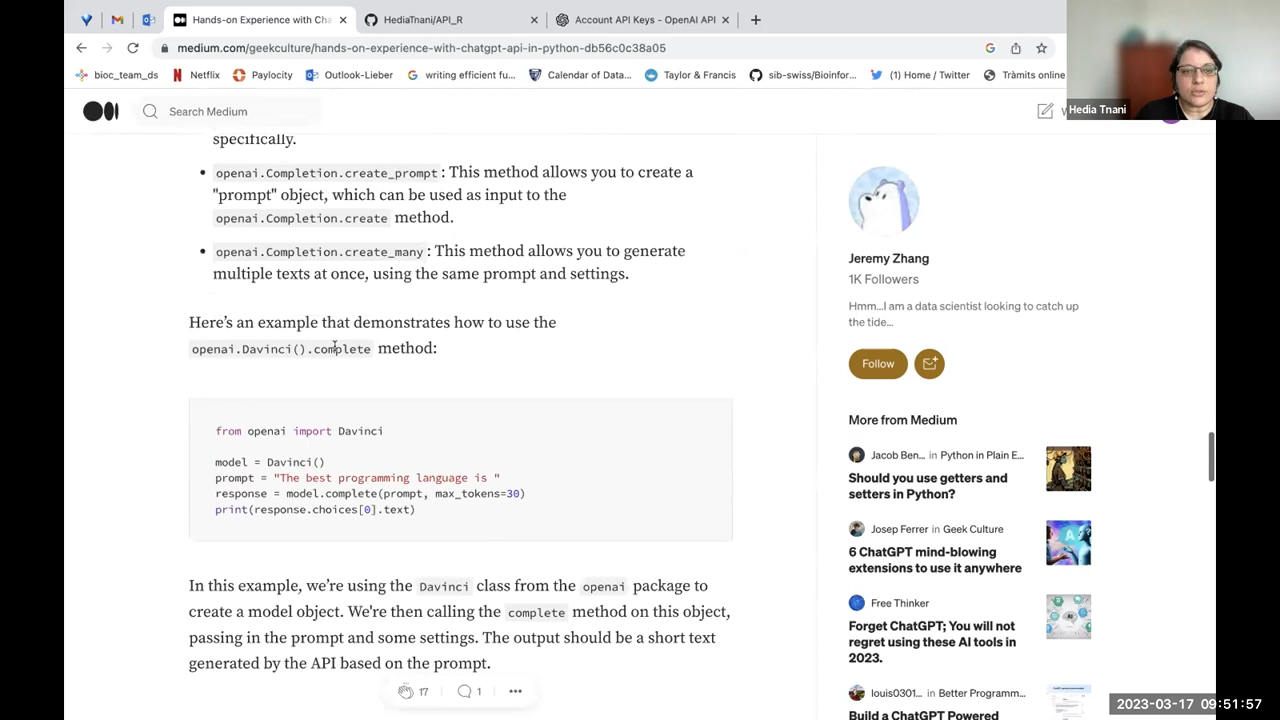 Hands-on Experience with Cha
HediaTnani/API_R
Account API Keys - OpenAI API
medium.com/geekculture/hands-on-experience-with-chatgpt-api-in-python-db56c0c38a05
bioc_team_ds
Netflix
Paylocity
Outlook-Lieber
writing efficient fu...
Calendar of Data...
Taylor & Francis
sib-swiss/Bioinfor...
(1) Home / Twitter
Tràmits online
Hedia Tnani
Search Medium
specifically.
openai.Completion.create_prompt: This method allows you to create a
"prompt" object, which can be used as input to the
openai.Completion.create method.
openai.Completion.create_many: This method allows you to generate
multiple texts at once, using the same prompt and settings.
Here's an example that demonstrates how to use the
openai.Davinci().complete method:
from openai import Davinci
model = Davinci()
prompt = "The best programming language is "
response = model.complete(prompt, max_tokens=30)
print(response.choices[0].text)
In this example, we're using the Davinci class from the openai package to
create a model object. We're then calling the complete method on this object,
passing in the prompt and some settings. The output should be a short text
generated by the API based on the prompt.
17
1
Jeremy Zhang
1K Followers
Hmm...I am a data scientist looking to catch up
the tide...
Follow
More from Medium
Jacob Ben... in Python in Plain E...
Should you use getters and
setters in Python?
Josep Ferrer in Geek Culture
6 ChatGPT mind-blowing
extensions to use it anywhere
Free Thinker
Forget ChatGPT; You will not
regret using these AI tools in
2023.
louis0301... in Better Programm...
Build a ChatGPT Powered
2023-03-17 09:51:57